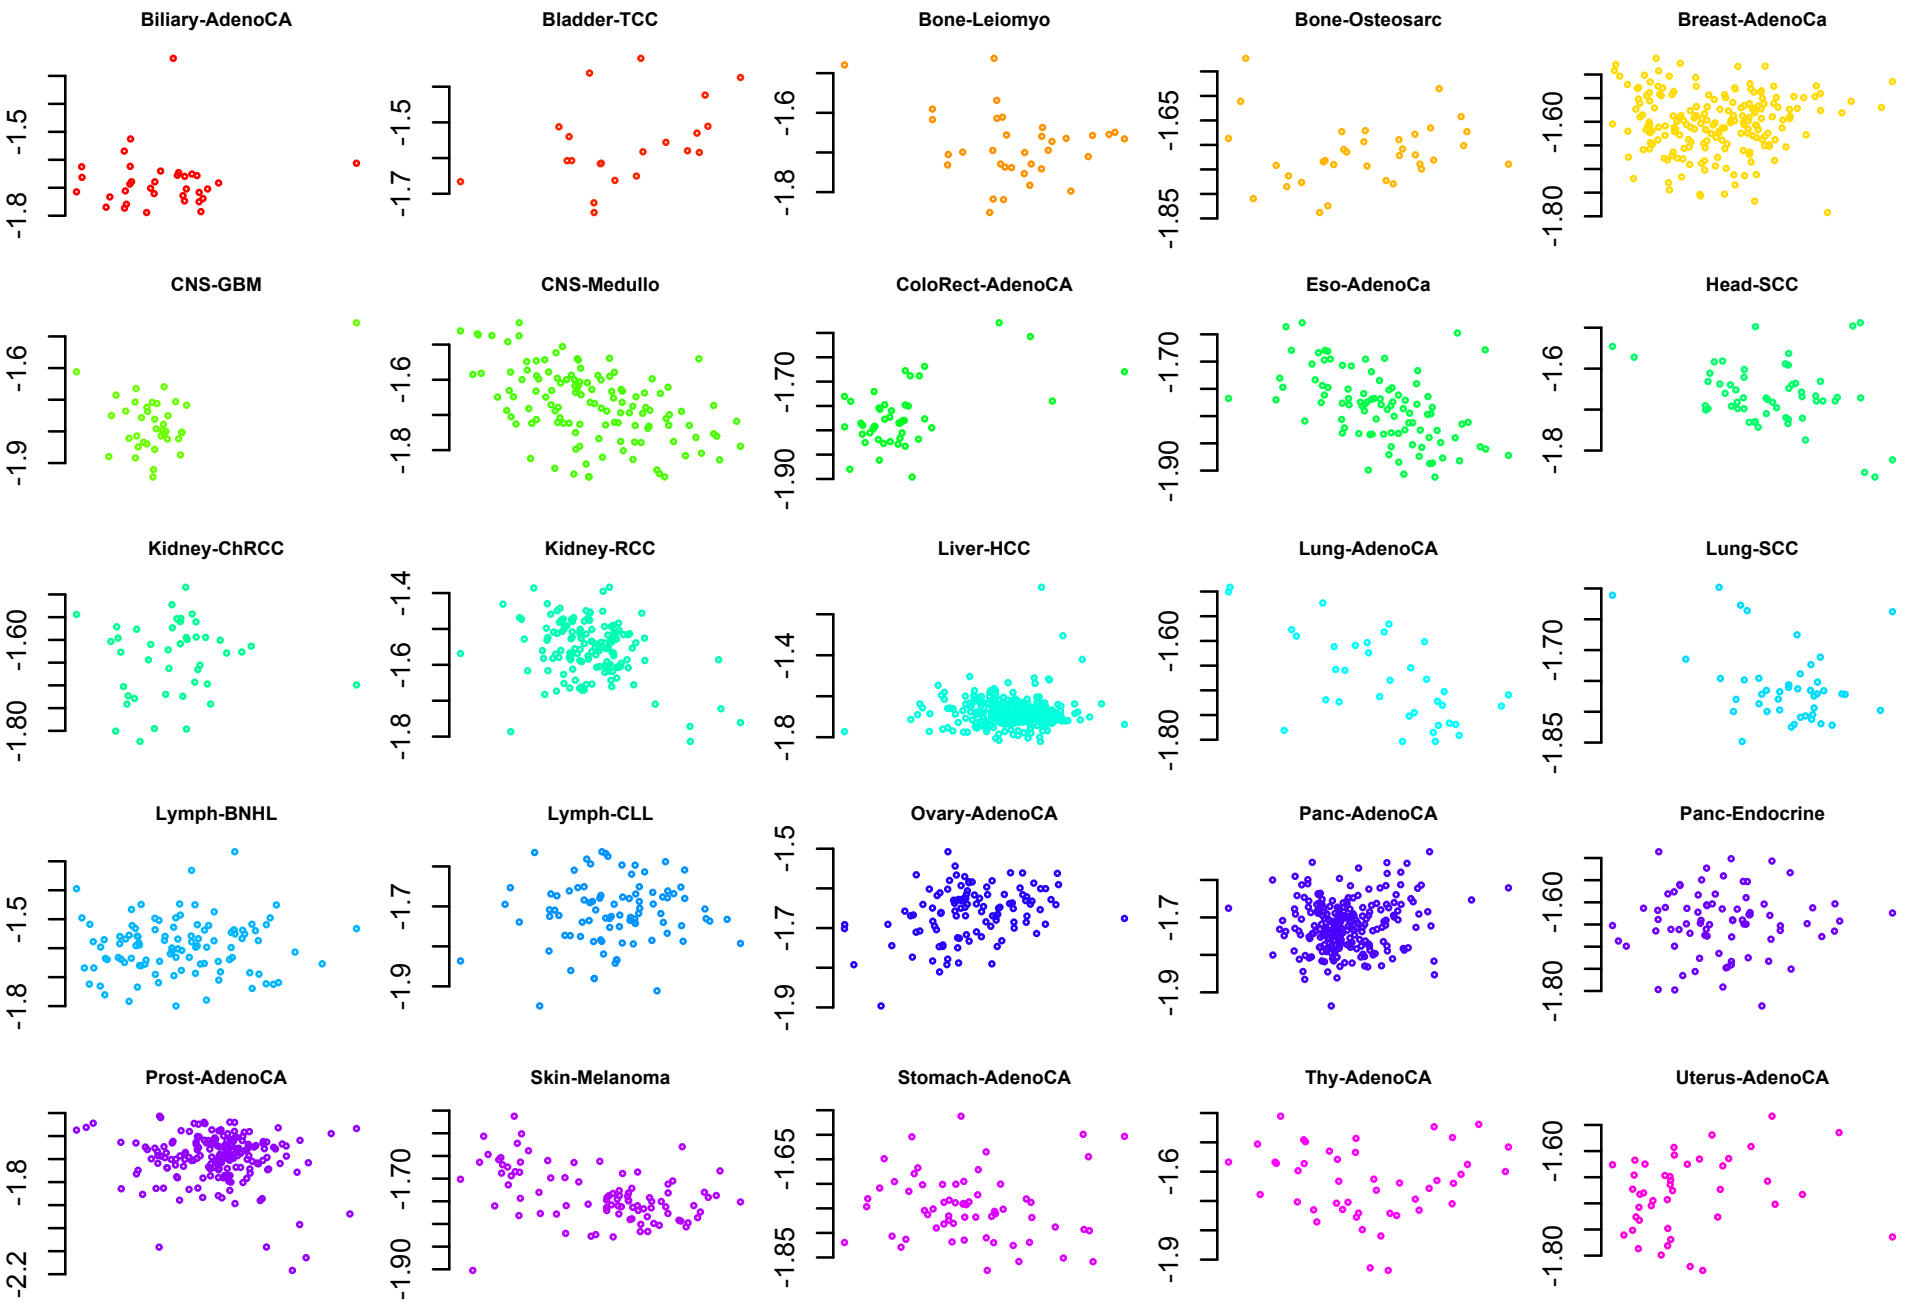 Biliary-AdenoCA Bladder-TCC Bone-Leiomyo Bone-Osteosarc Breast-AdenoCa
-1.5 -1.8 -1.5 -1.7 -1.6 -1.8 -1.65 -1.85 -1.60 -1.80
CNS-GBM CNS-Medullo ColoRect-AdenoCA Eso-AdenoCa Head-SCC
-1.6 -1.9 -1.6 -1.8 -1.70 -1.90 -1.70 -1.90 -1.6 -1.8
Kidney-ChRCC Kidney-RCC Liver-HCC Lung-AdenoCA Lung-SCC
-1.60 -1.80 -1.4 -1.6 -1.8 -1.4 -1.8 -1.60 -1.80 -1.70 -1.85
Lymph-BNHL Lymph-CLL Ovary-AdenoCA Panc-AdenoCA Panc-Endocrine
-1.5 -1.8 -1.7 -1.9 -1.5 -1.7 -1.9 -1.7 -1.9 -1.60 -1.80
Prost-AdenoCA Skin-Melanoma Stomach-AdenoCA Thy-AdenoCA Uterus-AdenoCA
-1.8 -2.2 -1.70 -1.90 -1.65 -1.85 -1.6 -1.9 -1.60 -1.80